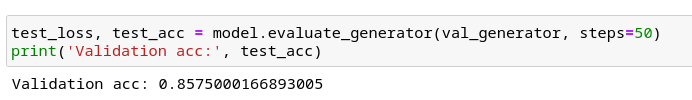 test_loss, test_acc = model.evaluate_generator(val_generator, steps=50)
print('Validation acc:', test_acc)
Validation acc: 0.8575000166893005